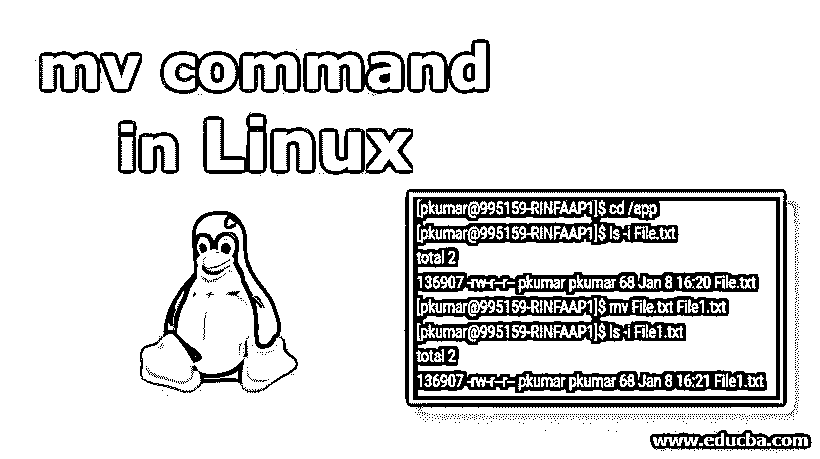 mv command
in Linux
[pkumar@995159-RINFAAP1]$ cd /app
[pkumar@995159-RINFAAP1]$ ls -i File.txt
total 2
136907 -rw-r--r-- pkumar pkumar 68 Jan 8 16:20 File.txt
[pkumar@995159-RINFAAP1]$ mv File.txt File1.txt
[pkumar@995159-RINFAAP1]$ ls -i File1.txt
total 2
136907 -rw-r--r-- pkumar pkumar 68 Jan 8 16:21 File1.txt
www.educba.com